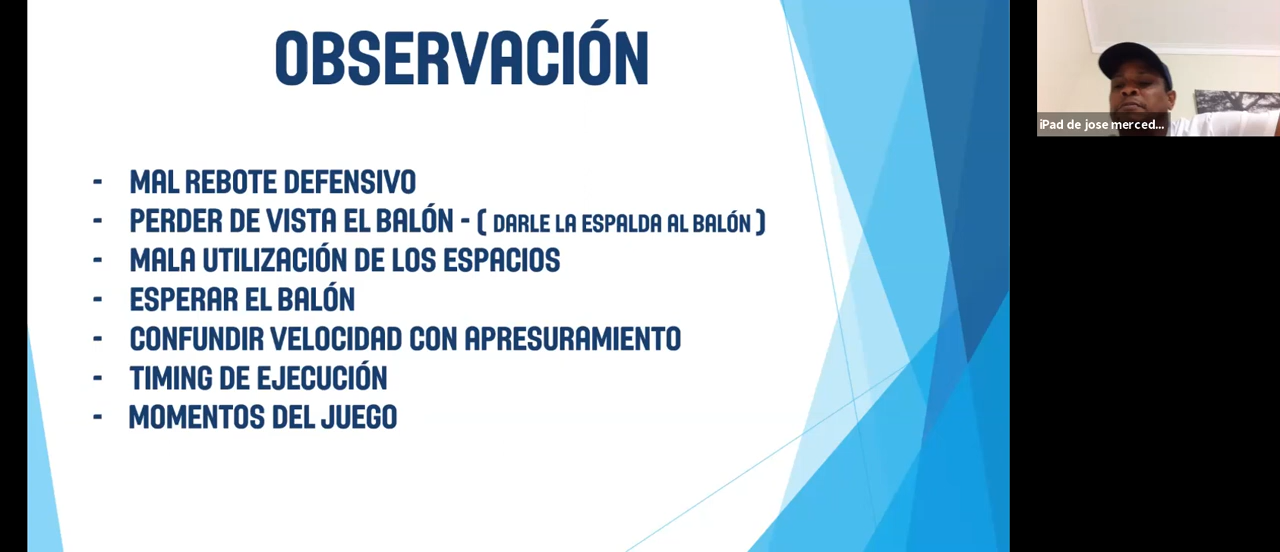 OBSERVACIÓN
- MAL REBOTE DEFENSIVO
- PERDER DE VISTA EL BALÓN - ( DARLE LA ESPALDA AL BALÓN )
- MALA UTILIZACIÓN DE LOS ESPACIOS
- ESPERAR EL BALÓN
- CONFUNDIR VELOCIDAD CON APRESURAMIENTO
- TIMING DE EJECUCIÓN
- MOMENTOS DEL JUEGO
iPad de jose merced...